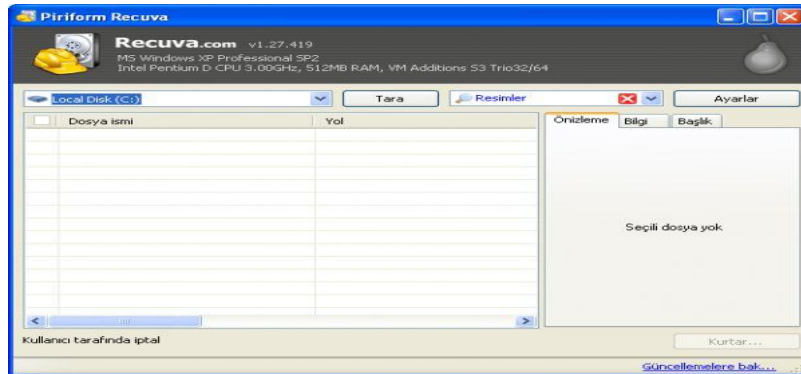 Piriform Recuva
Recuva.com v1.27.419
MS Windows XP Professional SP2
Intel Pentium D CPU 3.00GHz, 512MB RAM, VM Additions S3 Trio32/64
Local Disk (C:) Tara Resimler Ayarlar
Dosya ismi Yol Önizleme Bilgi Başlık
Seçili dosya yok
Kullanıcı tarafında iptal Kurtar...
Güncellemelere bak...